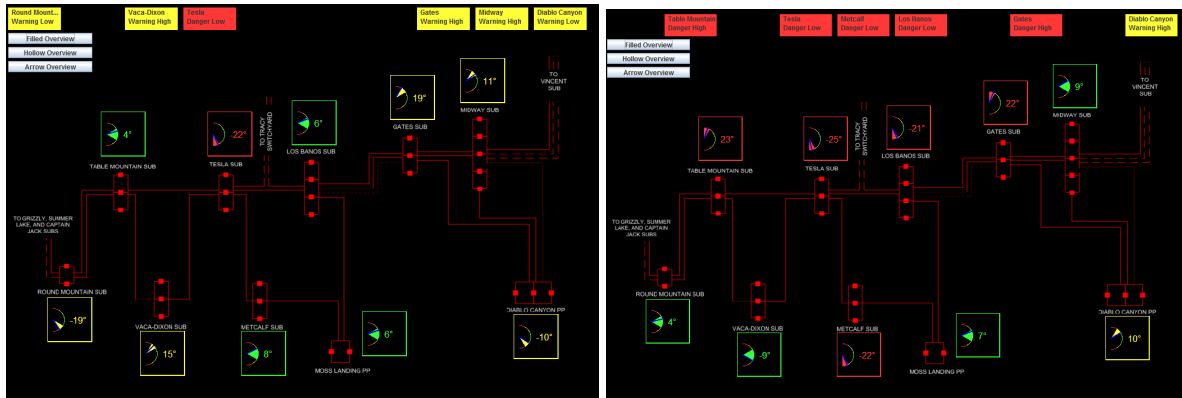 Round Mount...
Warning Low
Vaca-Dixon
Warning High
Tesla
Danger Low
Gates
Warning High
Midway
Warning High
Diablo Canyon
Warning Low
Filled Overview
Hollow Overview
Arrow Overview
TO
VINCENT
SUB
11°
MIDWAY SUB
19°
GATES SUB
4°
TABLE MOUNTAIN SUB
-22°
TESLA SUB
TO TRACY
SWITCHYARD
6°
LOS BANOS SUB
TO GRIZZLY, SUMMER
LAKE, AND CAPTAIN
JACK SUBS
ROUND MOUNTAIN SUB
-19°
VACA-DIXON SUB
15°
METCALF SUB
8°
6°
MOSS LANDING PP
DIABLO CANYON PP
-10°
Table Mountain
Danger High
Tesla
Danger Low
Metcalf
Danger Low
Los Banos
Danger Low
Gates
Danger High
Diablo Canyon
Warning High
Filled Overview
Hollow Overview
Arrow Overview
TO
VINCENT
SUB
9°
MIDWAY SUB
22°
GATES SUB
23°
TABLE MOUNTAIN SUB
-25°
TESLA SUB
TO TRACY
SWITCHYARD
-21°
LOS BANOS SUB
TO GRIZZLY, SUMMER
LAKE, AND CAPTAIN
JACK SUBS
ROUND MOUNTAIN SUB
4°
VACA-DIXON SUB
-9°
METCALF SUB
-22°
7°
MOSS LANDING PP
DIABLO CANYON PP
10°